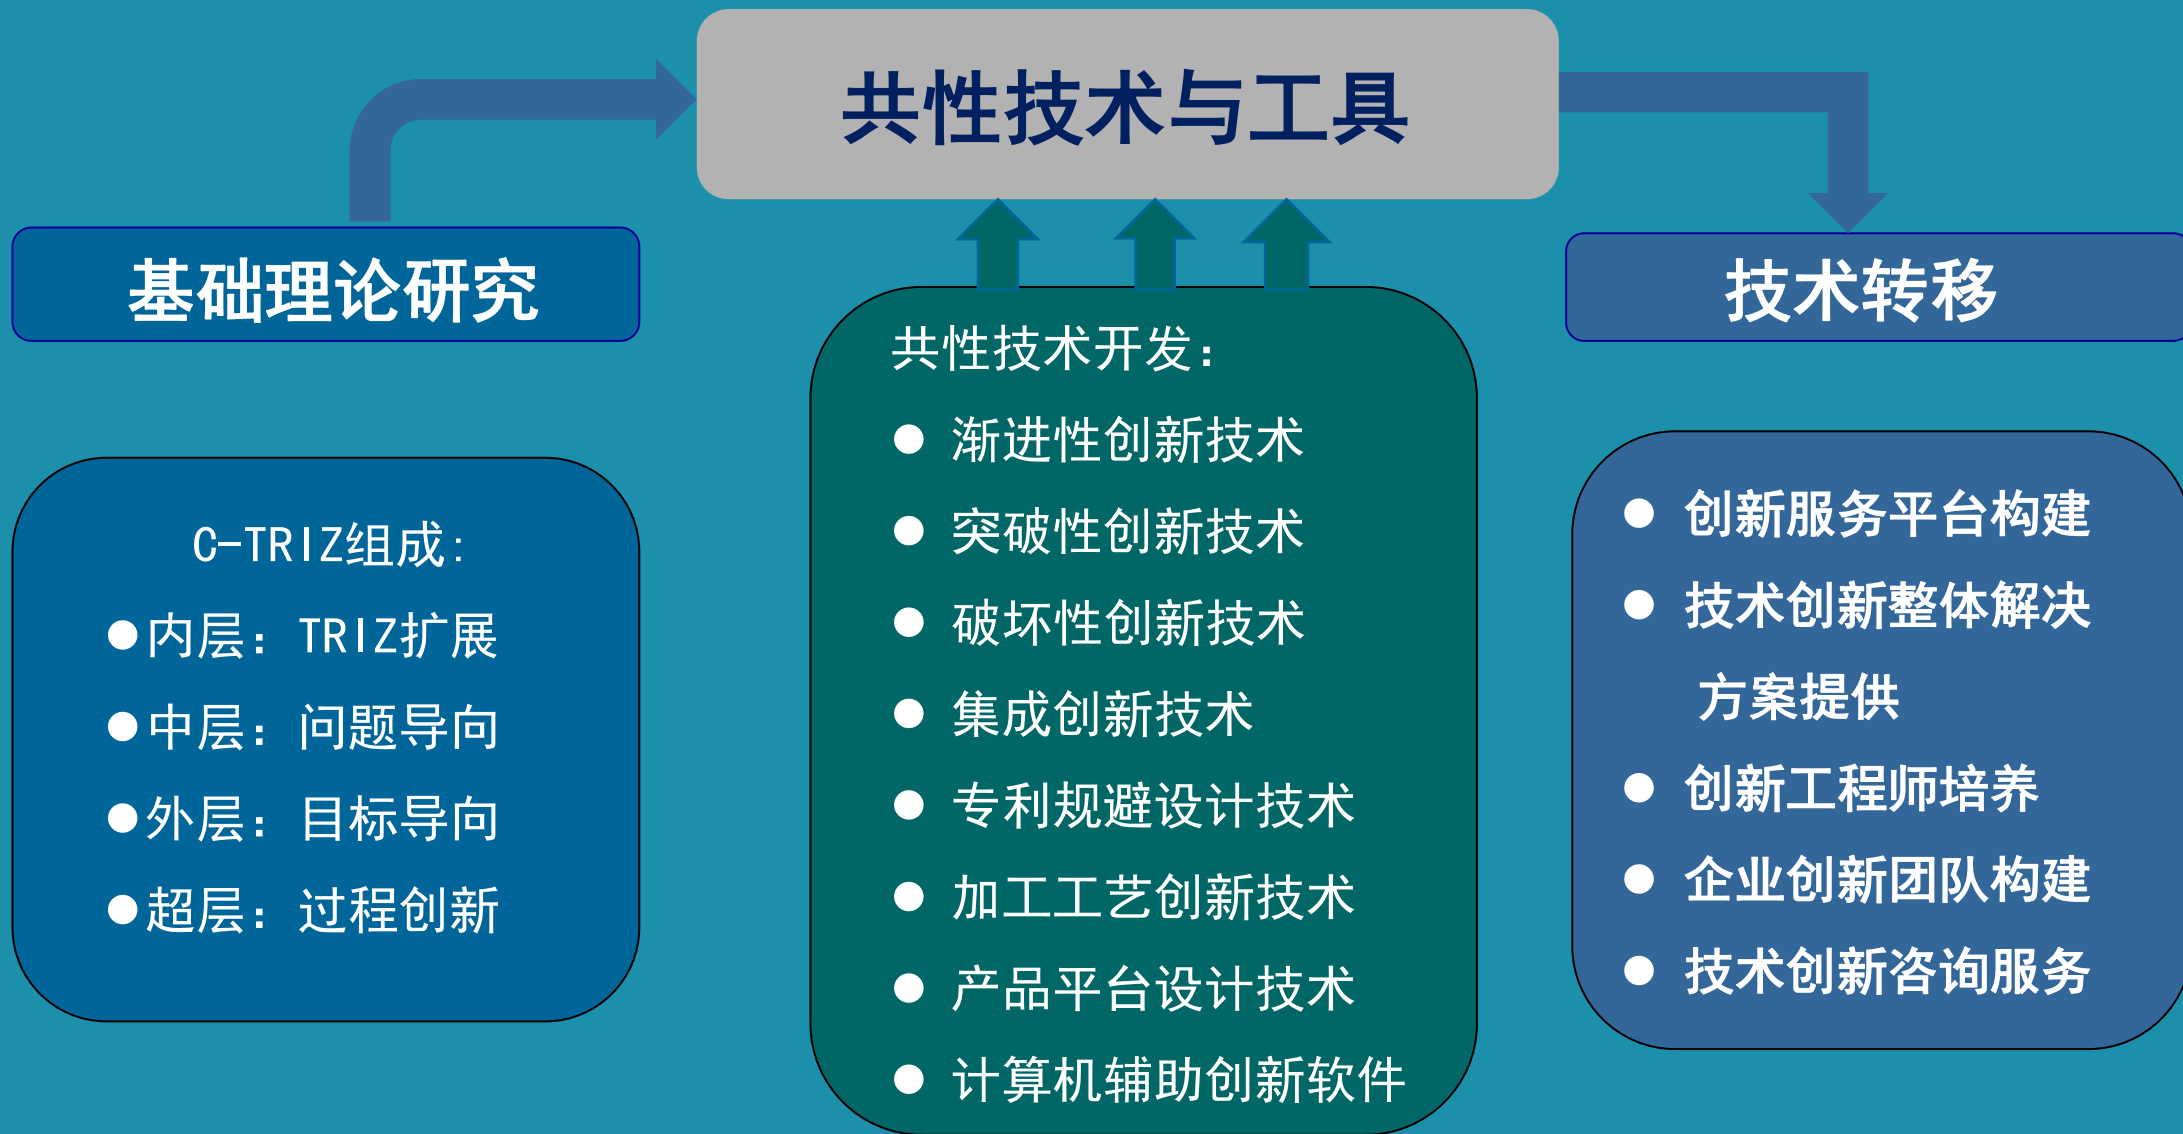 共性技术与工具
基础理论研究
C-TRIZ组成:
●内层：TRIZ扩展
●中层：问题导向
●外层：目标导向
●超层：过程创新
共性技术开发：
● 渐进性创新技术
● 突破性创新技术
● 破坏性创新技术
● 集成创新技术
● 专利规避设计技术
● 加工工艺创新技术
● 产品平台设计技术
● 计算机辅助创新软件
技术转移
● 创新服务平台构建
● 技术创新整体解决
方案提供
● 创新工程师培养
● 企业创新团队构建
● 技术创新咨询服务